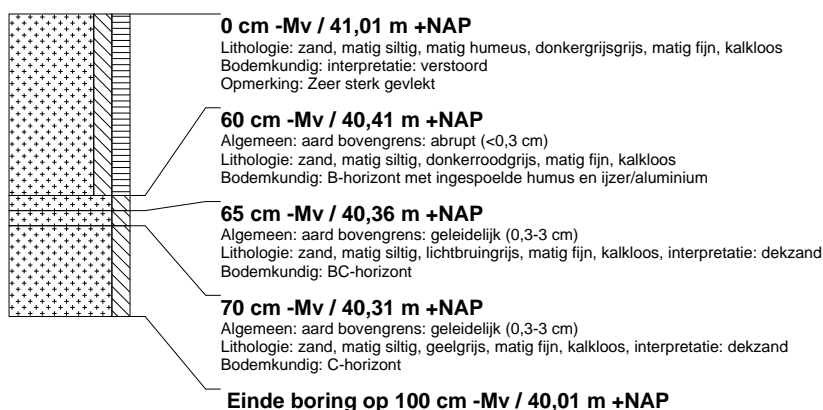 0 cm -Mv / 41,01 m +NAP
Lithologie: zand, matig siltig, matig humeus, donkergrijsgrijs, matig fijn, kalkloos
Bodemkundig: interpretatie: verstoord
Opmerking: Zeer sterk gevlekt
60 cm -Mv / 40,41 m +NAP
Algemeen: aard bovengrens: abrupt (<0,3 cm)
Lithologie: zand, matig siltig, donkerroodgrijs, matig fijn, kalkloos
Bodemkundig: B-horizont met ingespoelde humus en ijzer/aluminium
65 cm -Mv / 40,36 m +NAP
Algemeen: aard bovengrens: geleidelijk (0,3-3 cm)
Lithologie: zand, matig siltig, lichtbruingrijs, matig fijn, kalkloos, interpretatie: dekzand
Bodemkundig: BC-horizont
70 cm -Mv / 40,31 m +NAP
Algemeen: aard bovengrens: geleidelijk (0,3-3 cm)
Lithologie: zand, matig siltig, geelgrijs, matig fijn, kalkloos, interpretatie: dekzand
Bodemkundig: C-horizont
Einde boring op 100 cm -Mv / 40,01 m +NAP